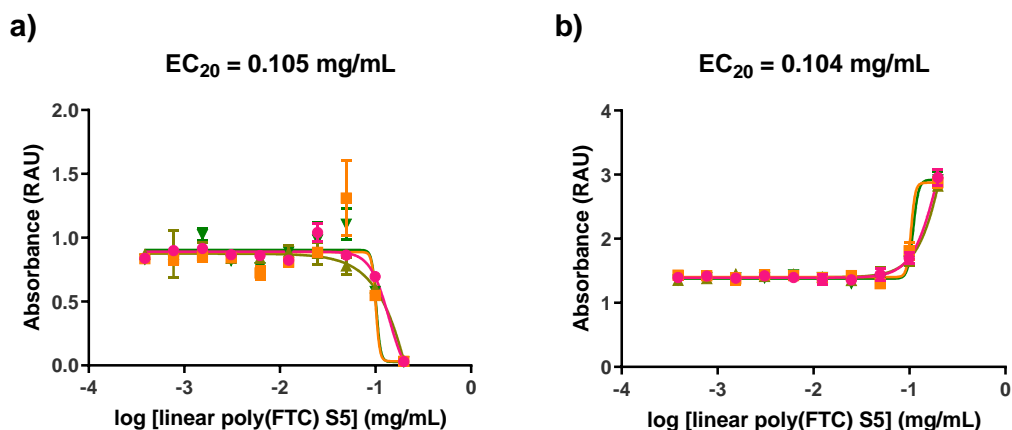 a)
EC20 = 0.105 mg/mL
Absorbance (RAU)
2.0
1.5
1.0
0.5
0.0
-4 -3 -2 -1 0
log [linear poly(FTC) S5] (mg/mL)
b)
EC20 = 0.104 mg/mL
Absorbance (RAU)
4
3
2
1
0
-4 -3 -2 -1 0
log [linear poly(FTC) S5] (mg/mL)